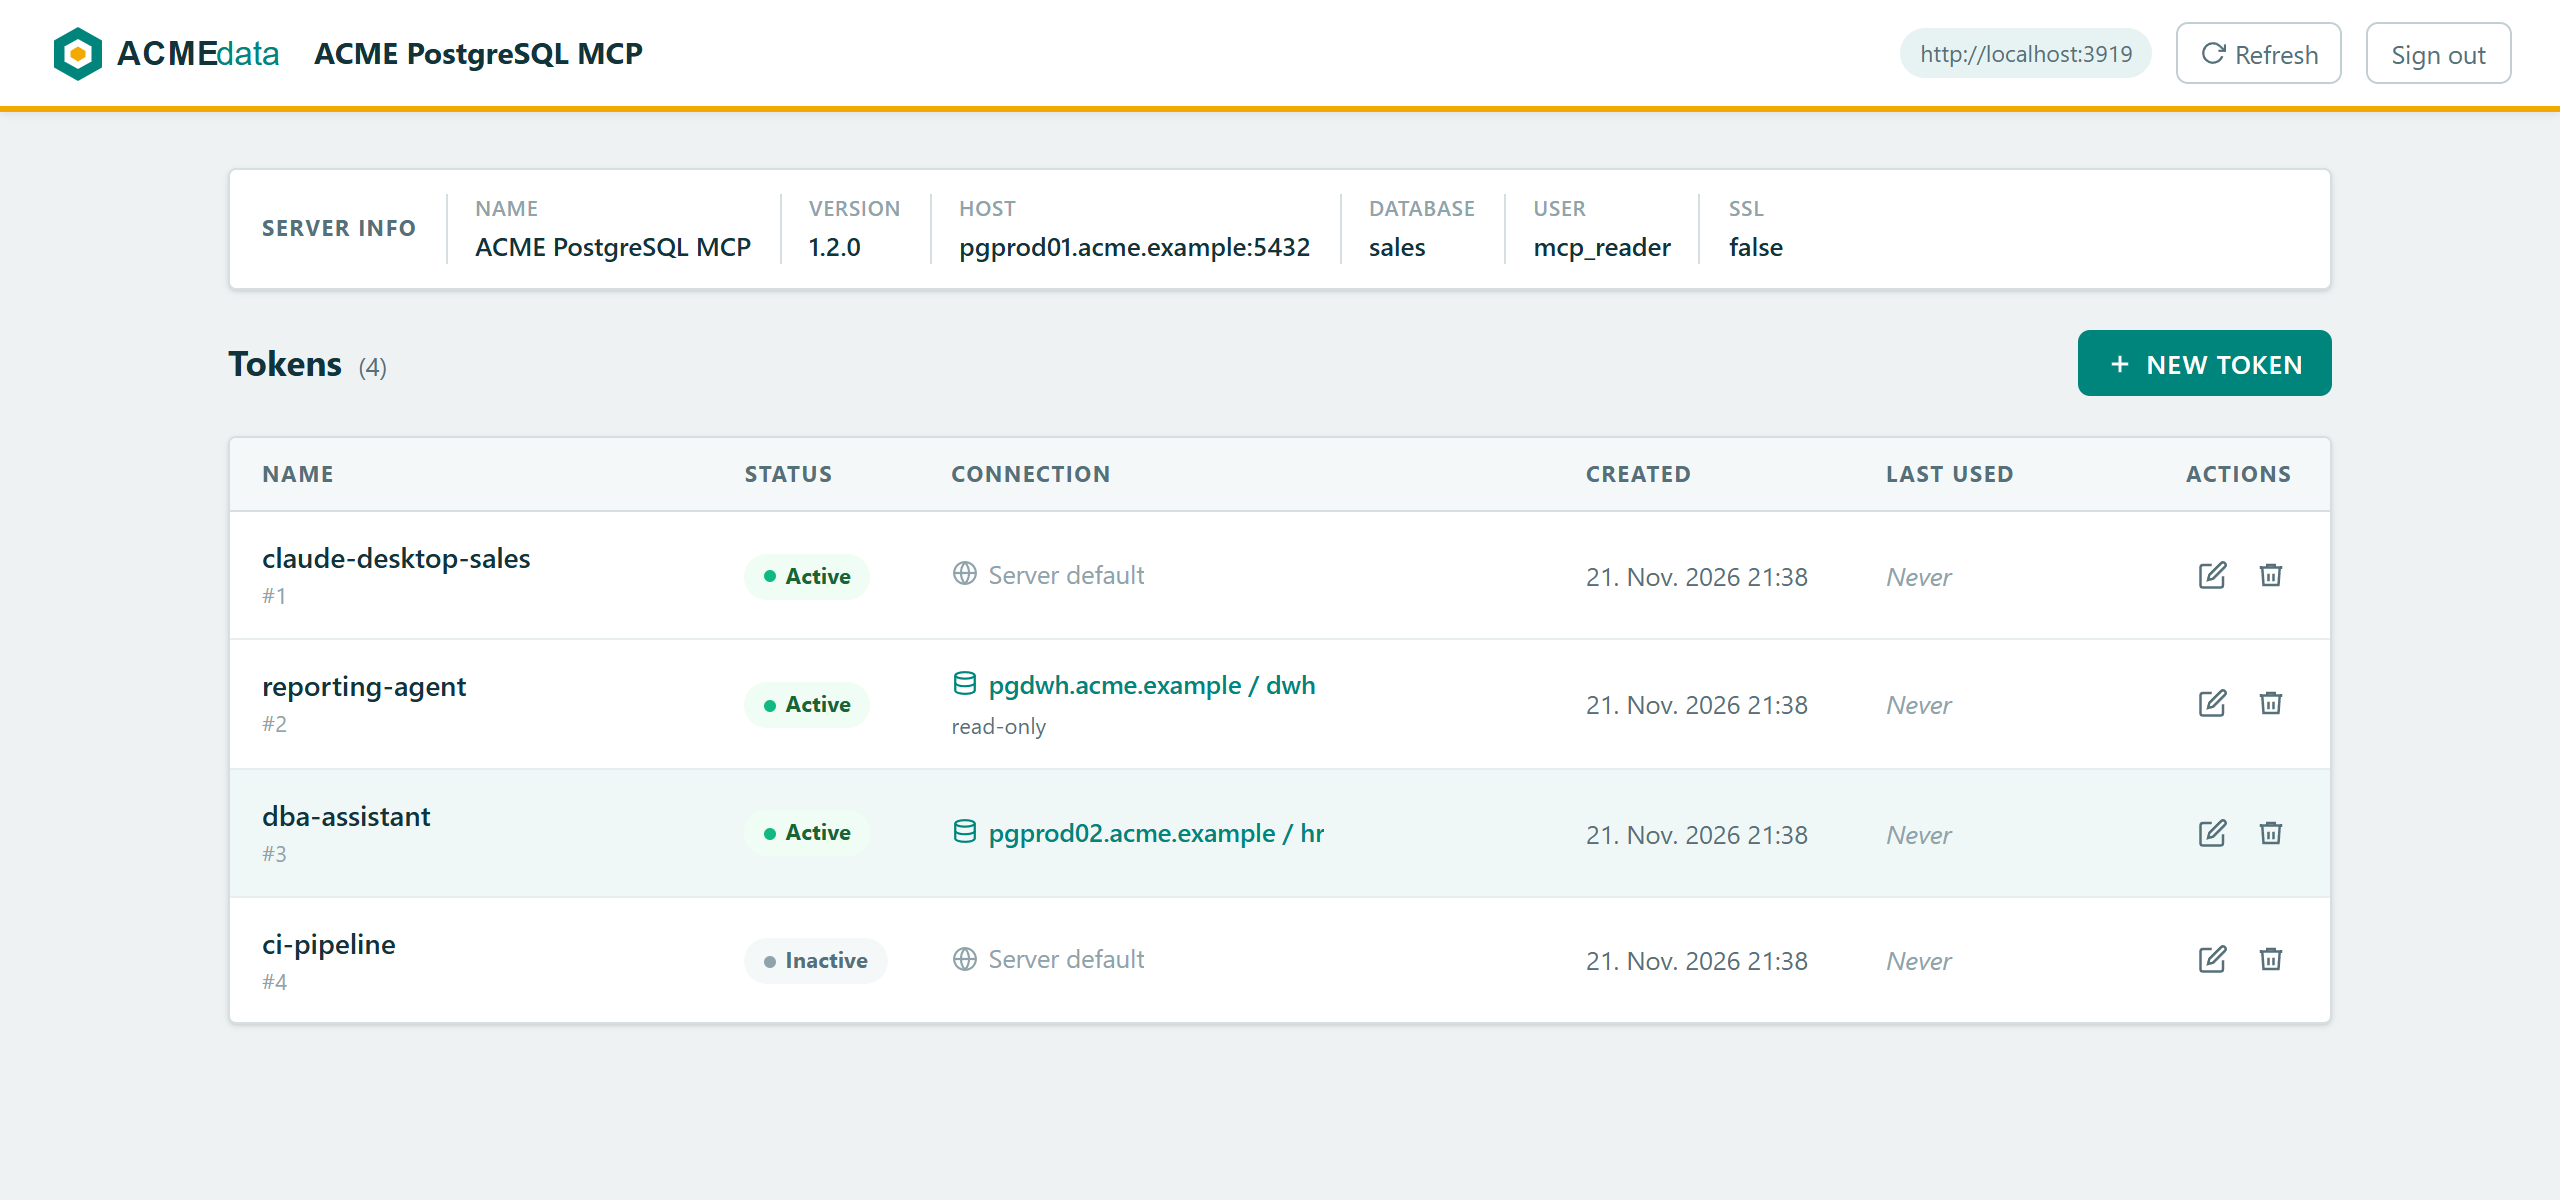 ACMEdata ACME PostgreSQL MCP http://localhost:3919 Refresh Sign out
SERVER INFO
NAME VERSION HOST DATABASE USER SSL
ACME PostgreSQL MCP 1.2.0 pgprod01.acme.example:5432 sales mcp_reader false
Tokens (4)
+ NEW TOKEN
NAME STATUS CONNECTION CREATED LAST USED ACTIONS
claude-desktop-sales
#1
Active Server default 21. Nov. 2026 21:38 Never
reporting-agent
#2
Active pgdwh.acme.example / dwh
read-only
21. Nov. 2026 21:38 Never
dba-assistant
#3
Active pgprod02.acme.example / hr 21. Nov. 2026 21:38 Never
ci-pipeline
#4
Inactive Server default 21. Nov. 2026 21:38 Never